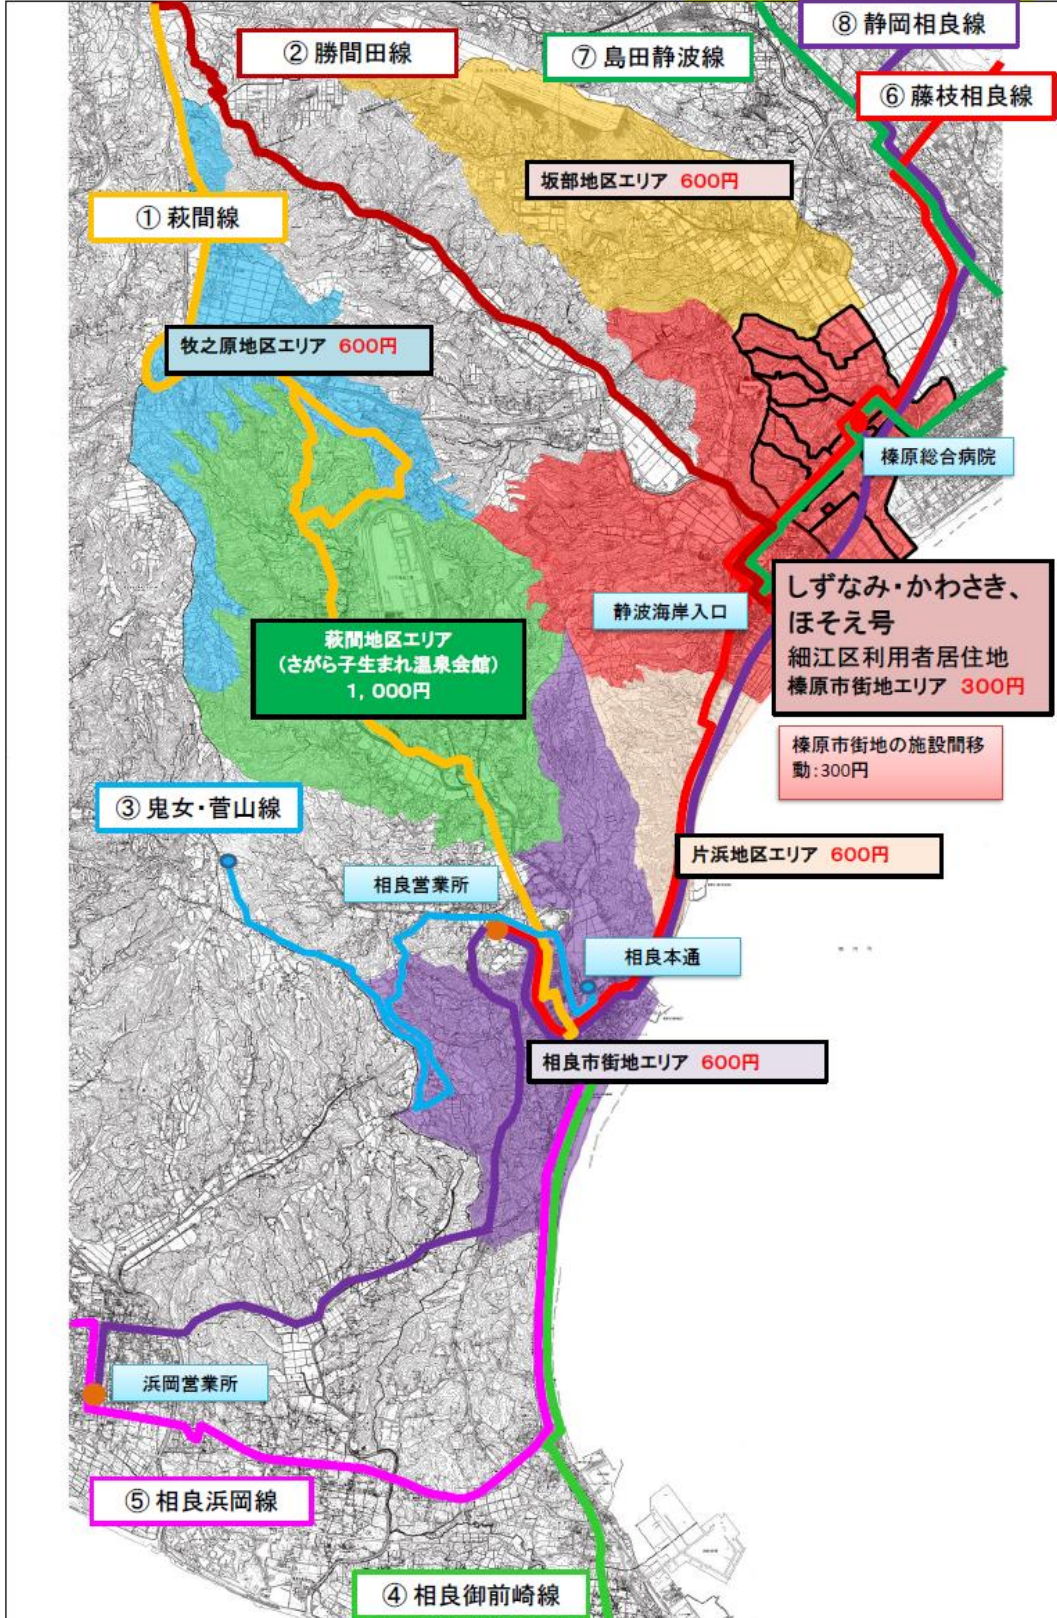 ⑧ 静岡相良線
② 勝間田線
⑦ 島田静波線
⑥ 藤枝相良線
坂部地区エリア 600円
① 萩間線
牧之原地区エリア 600円
榛原総合病院
しずなみ・かわさき、
ほそえ号
細江区利用者居住地
榛原市街地エリア 300円
静波海岸入口
萩間地区エリア
(さがら子生まれ温泉会館)
1,000円
榛原市街地の施設間移
動:300円
③ 鬼女・菅山線
片浜地区エリア 600円
相良営業所
相良本通
相良市街地エリア 600円
浜岡営業所
⑤ 相良浜岡線
④ 相良御前崎線